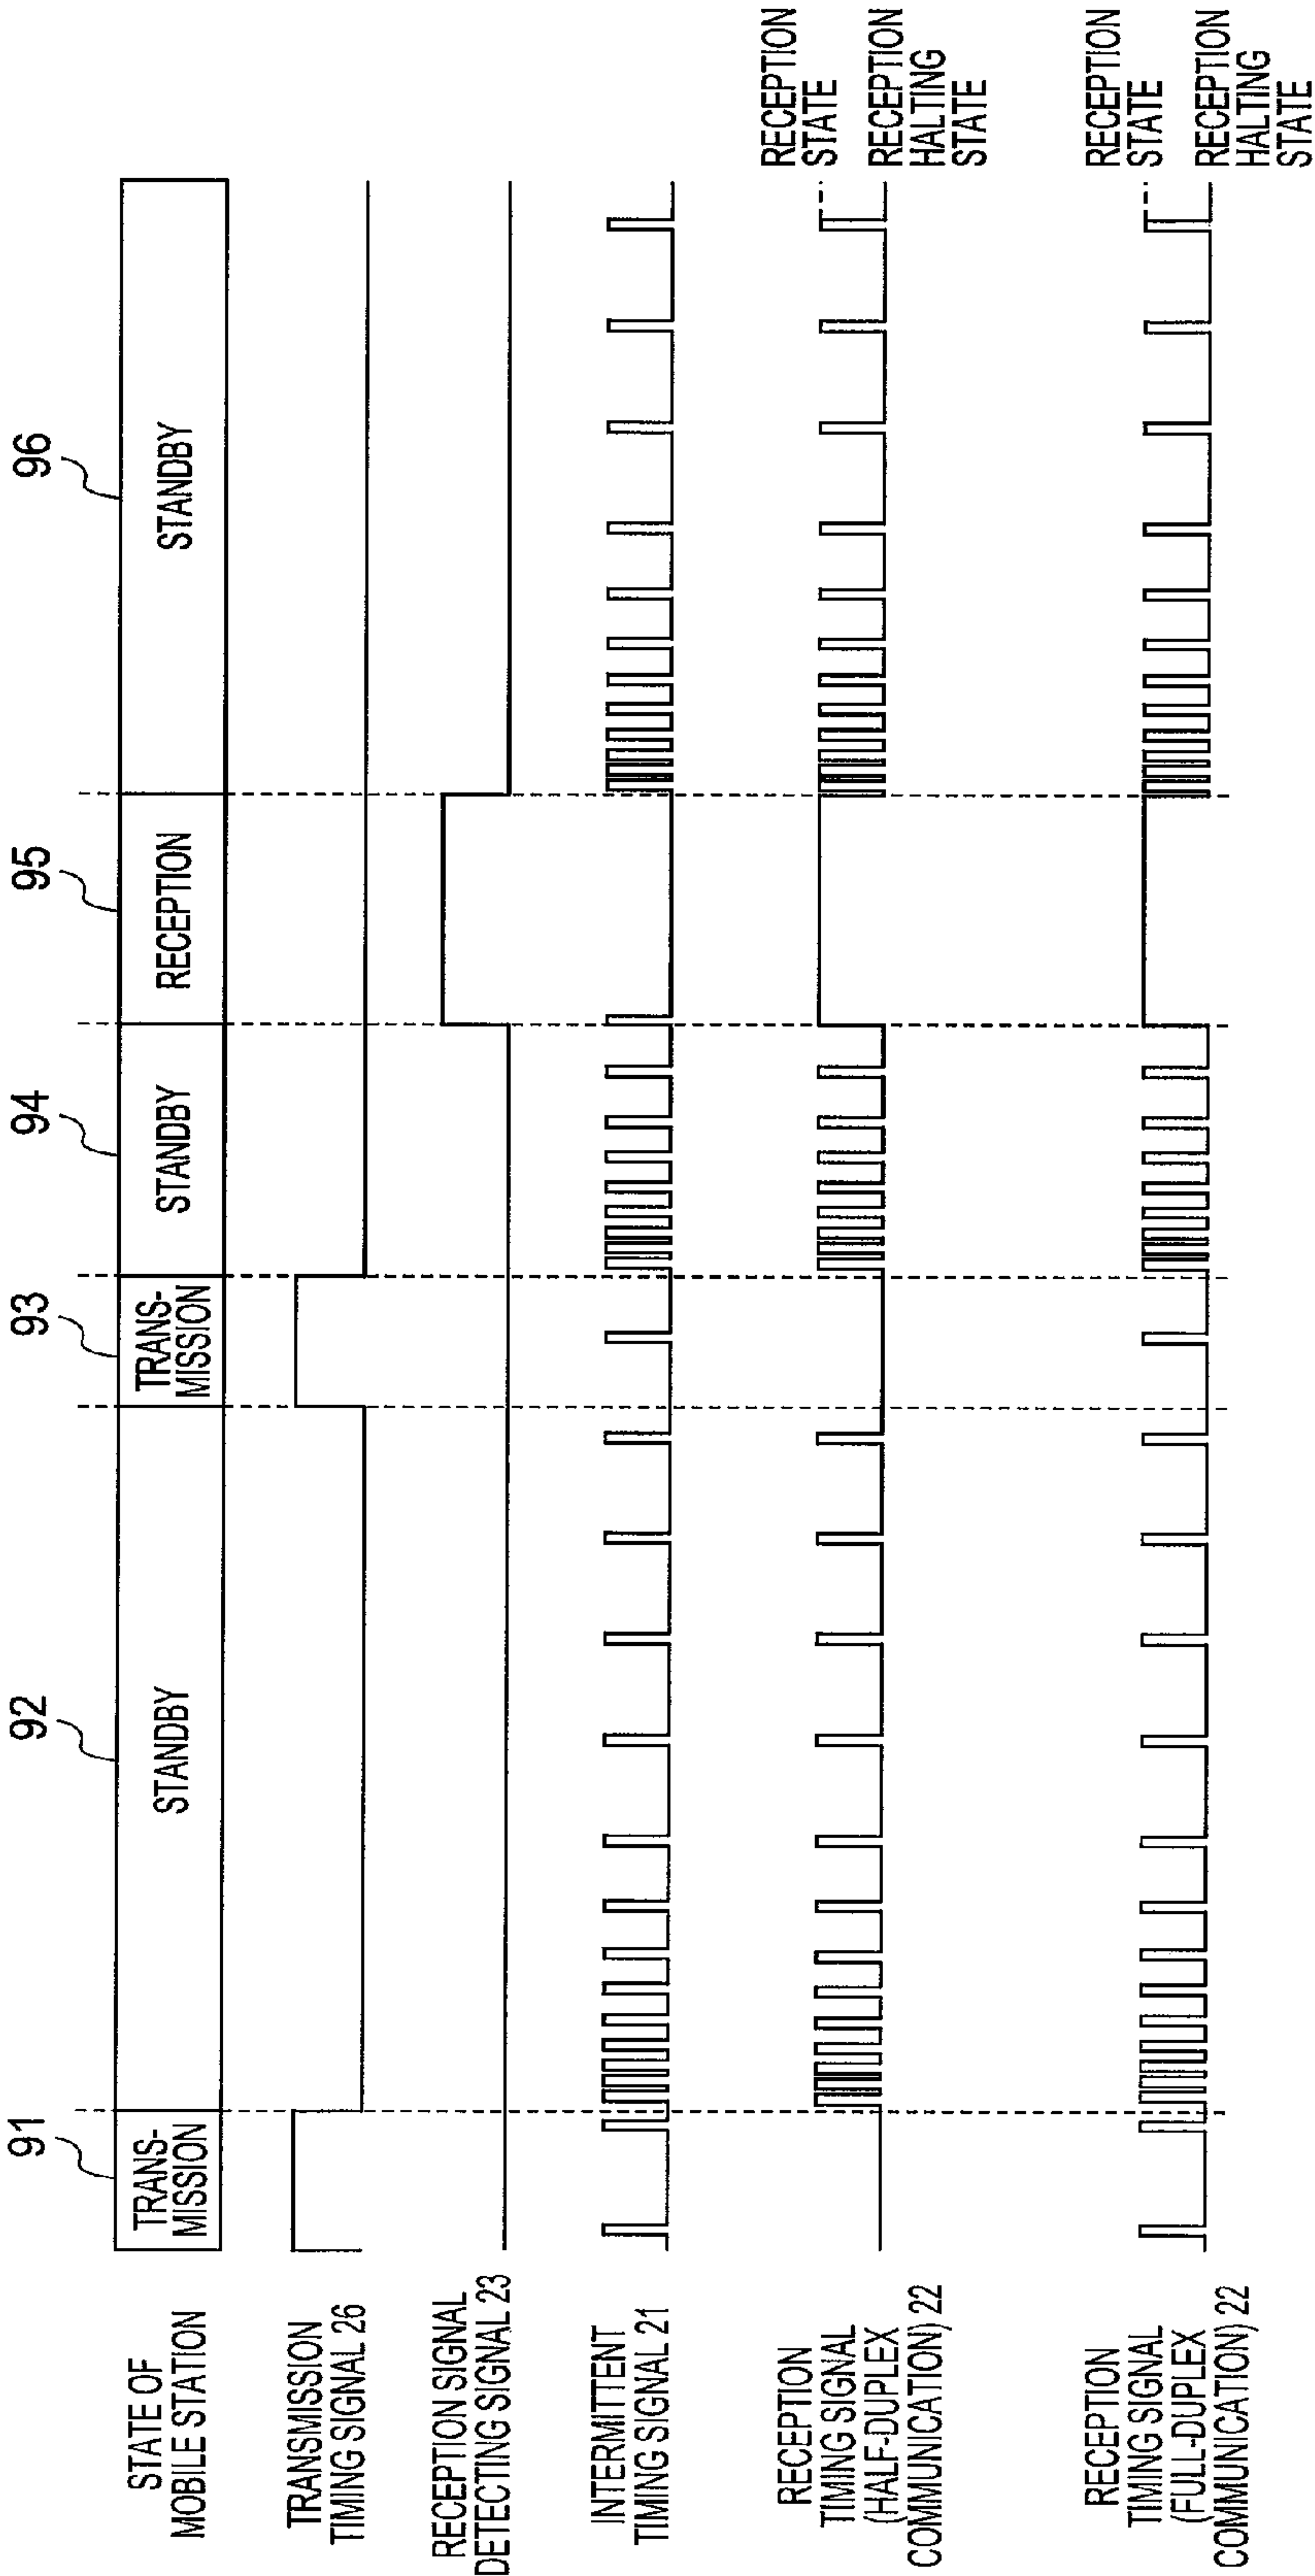 91
92
93
94
95
96
STATE OF
MOBILE STATION
TRANS-
MISSION
STANDBY
TRANS-
MISSION
STANDBY
RECEPTION
STANDBY
TRANSMISSION
TIMING SIGNAL 26
RECEPTION SIGNAL
DETECTING SIGNAL 23
INTERMITTENT
TIMING SIGNAL 21
RECEPTION
TIMING SIGNAL
(HALF-DUPLEX
COMMUNICATION) 22
RECEPTION
STATE
RECEPTION
HALTING
STATE
RECEPTION
TIMING SIGNAL
(FULL-DUPLEX
COMMUNICATION) 22
RECEPTION
STATE
RECEPTION
HALTING
STATE